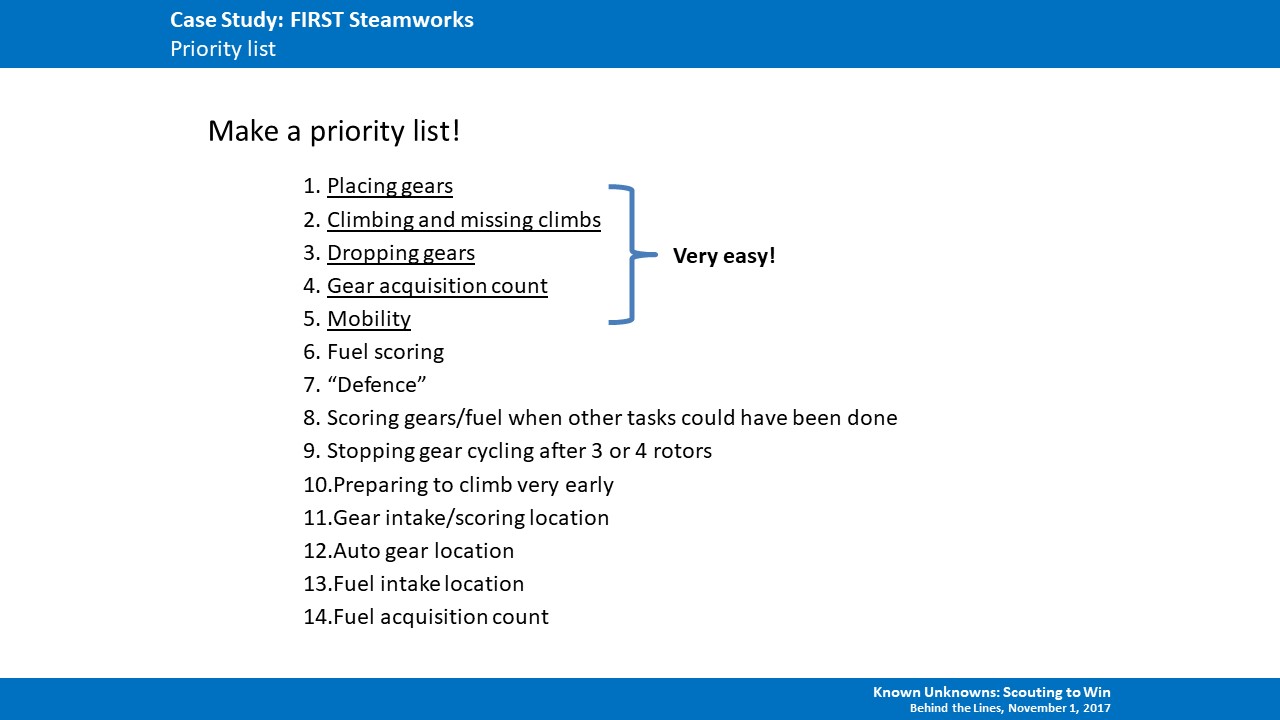 Case Study: FIRST Steamworks
Priority list
Make a priority list!
1. Placing gears
2. Climbing and missing climbs
3. Dropping gears
4. Gear acquisition count
5. Mobility
Very easy!
6. Fuel scoring
7. “Defence”
8. Scoring gears/fuel when other tasks could have been done
9. Stopping gear cycling after 3 or 4 rotors
10.Preparing to climb very early
11.Gear intake/scoring location
12.Auto gear location
13.Fuel intake location
14.Fuel acquisition count
Known Unknowns: Scouting to Win
Behind the Lines, November 1, 2017